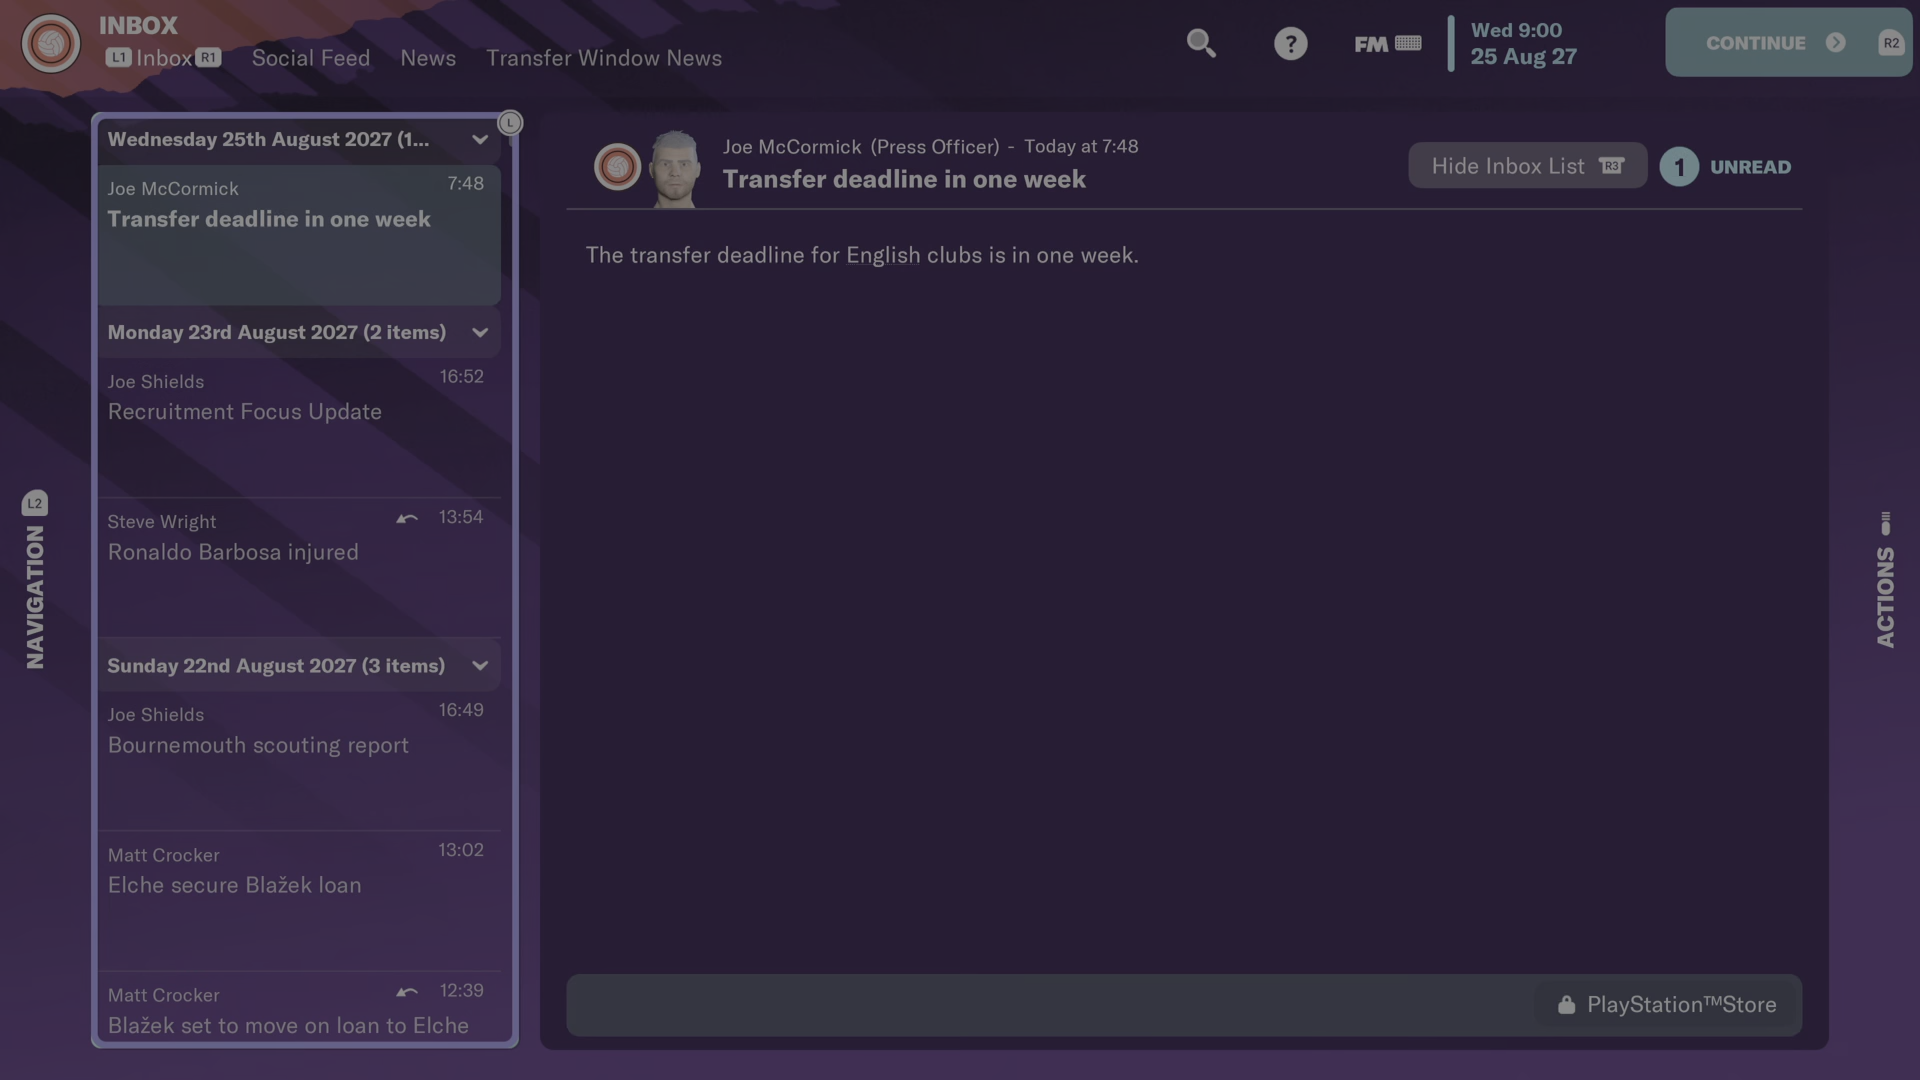 INBOX
L1 Inbox R1 Social Feed News Transfer Window News
?
FM
Wed 9:00
25 Aug 27
CONTINUE R2
L
Wednesday 25th August 2027 (1...
Joe McCormick 7:48
Transfer deadline in one week
Monday 23rd August 2027 (2 items)
Joe Shields 16:52
Recruitment Focus Update
Steve Wright 13:54
Ronaldo Barbosa injured
Sunday 22nd August 2027 (3 items)
Joe Shields 16:49
Bournemouth scouting report
Matt Crocker 13:02
Elche secure Blažek loan
Matt Crocker 12:39
Blažek set to move on loan to Elche
Joe McCormick (Press Officer) - Today at 7:48
Transfer deadline in one week
Hide Inbox List R3
1 UNREAD
The transfer deadline for English clubs is in one week.
PlayStation™Store
L2
NAVIGATION
ACTIONS